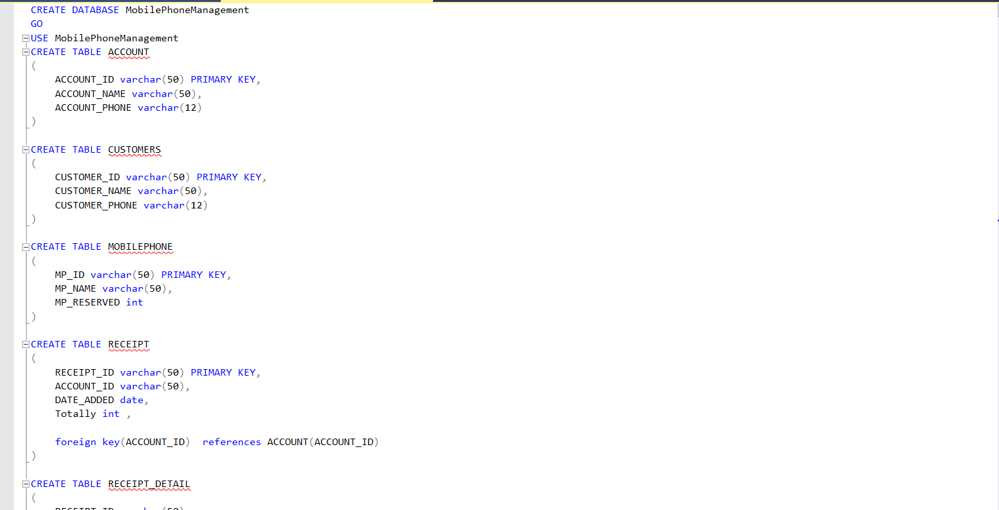 CREATE DATABASE MobilePhoneManagement
GO
USE MobilePhoneManagement
CREATE TABLE ACCOUNT
(
    ACCOUNT_ID varchar(50) PRIMARY KEY,
    ACCOUNT_NAME varchar(50),
    ACCOUNT_PHONE varchar(12)
)
CREATE TABLE CUSTOMERS
(
    CUSTOMER_ID varchar(50) PRIMARY KEY,
    CUSTOMER_NAME varchar(50),
    CUSTOMER_PHONE varchar(12)
)
CREATE TABLE MOBILEPHONE
(
    MP_ID varchar(50) PRIMARY KEY,
    MP_NAME varchar(50),
    MP_RESERVED int
)
CREATE TABLE RECEIPT
(
    RECEIPT_ID varchar(50) PRIMARY KEY,
    ACCOUNT_ID varchar(50),
    DATE_ADDED date,
    Totally int ,
    foreign key(ACCOUNT_ID)  references ACCOUNT(ACCOUNT_ID)
)
CREATE TABLE RECEIPT_DETAIL
(